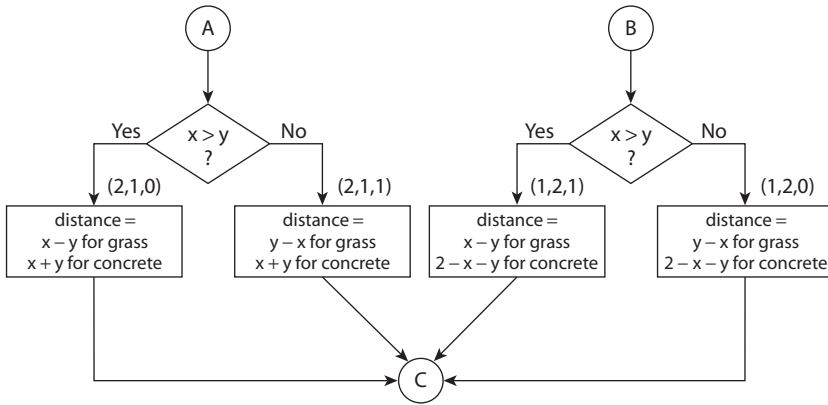 A
B
x > y
?
Yes
No
x > y
?
Yes
No
(2,1,0)
(2,1,1)
(1,2,1)
(1,2,0)
distance =
x – y for grass
x + y for concrete
distance =
y – x for grass
x + y for concrete
distance =
x – y for grass
2 – x – y for concrete
distance =
y – x for grass
2 – x – y for concrete
C